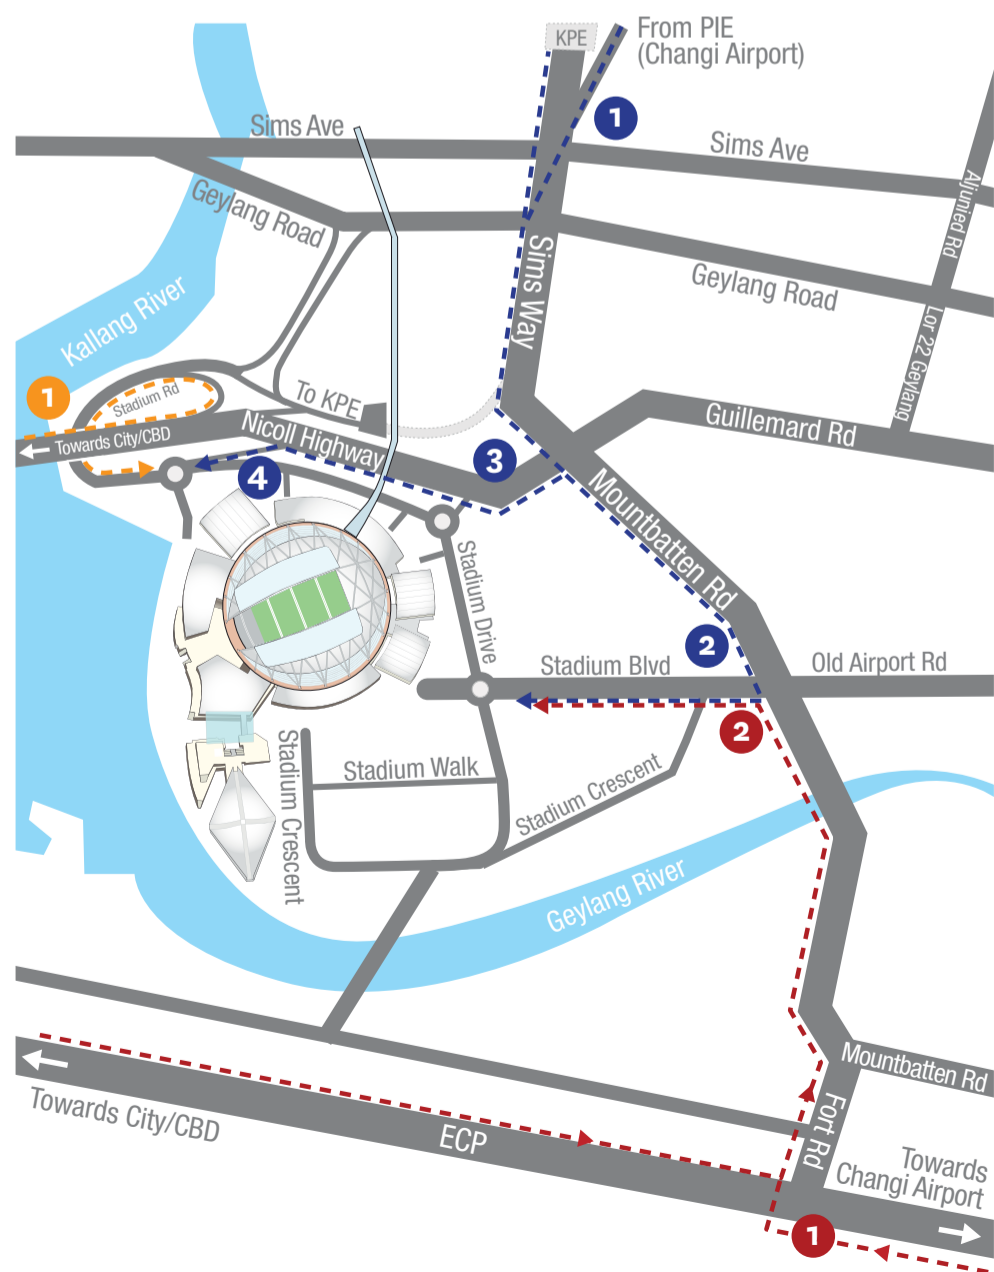 KPE
From PIE
(Changi Airport)
1
Sims Ave
Sims Ave
Aljunied Rd
Geylang Road
Sims Way
Geylang Road
Kallang River
Lor 22 Geylang
1
Stadium Rd
To KPE
Guillemard Rd
Towards City/CBD
Nicoll Highway
3
4
Mountbatten Rd
Stadium Drive
2
Stadium Blvd
Old Airport Rd
2
Stadium Crescent
Stadium Walk
Stadium Crescent
Geylang River
Mountbatten Rd
Towards City/CBD
ECP
Fort Rd
Towards
Changi Airport
1